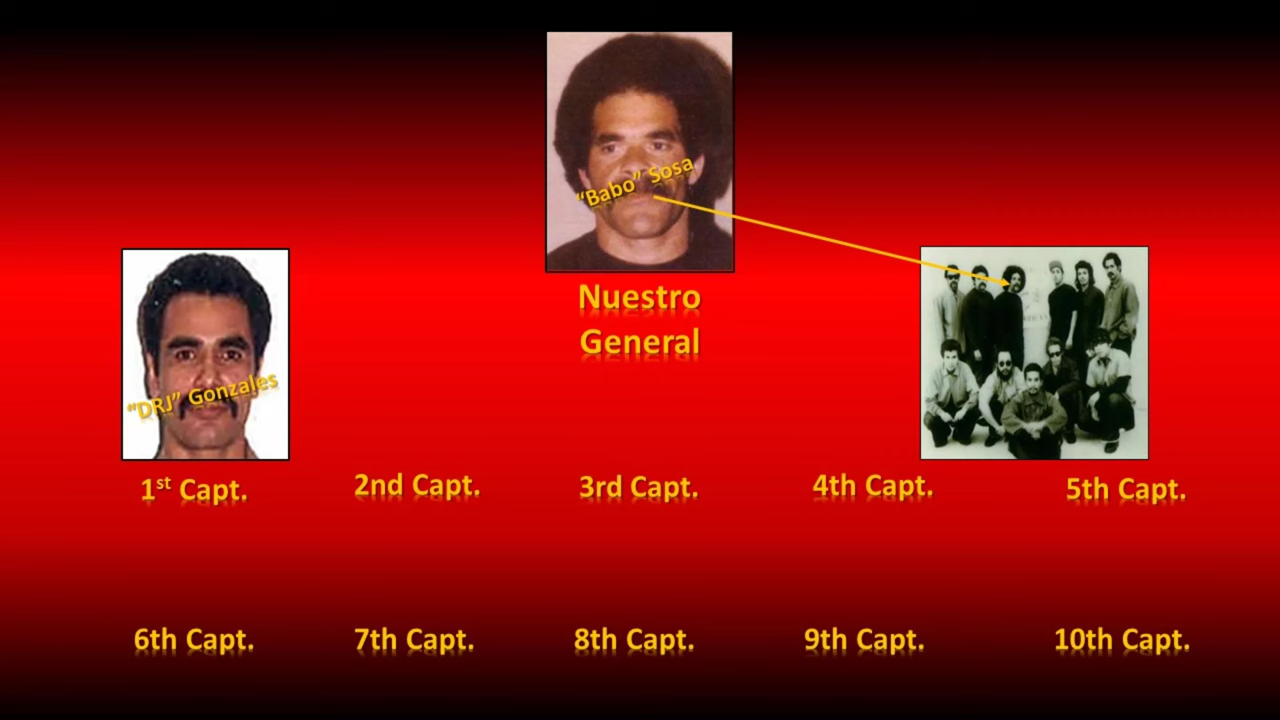 "Babo" Sosa
Nuestro
General
"DRJ" Gonzales
1st Capt.
2nd Capt.
3rd Capt.
4th Capt.
5th Capt.
6th Capt.
7th Capt.
8th Capt.
9th Capt.
10th Capt.